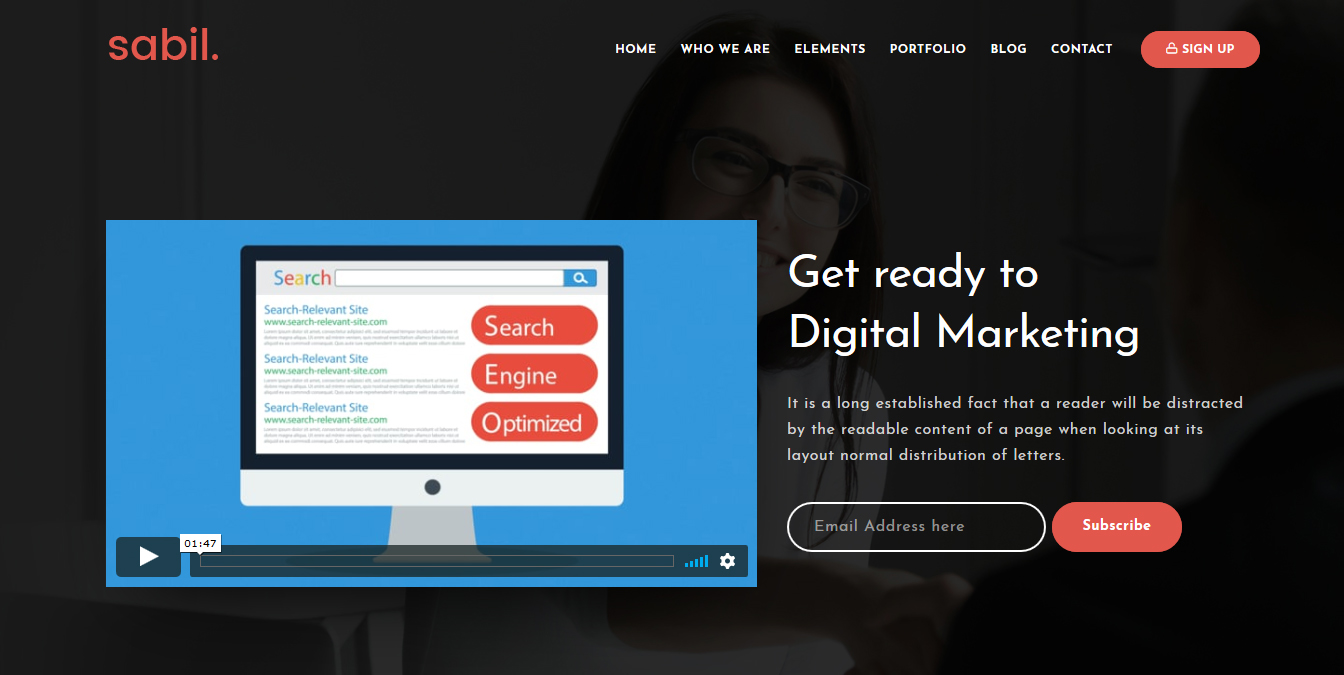 sabil.
HOME WHO WE ARE ELEMENTS PORTFOLIO BLOG CONTACT SIGN UP
Search
Search-Relevant Site
www.search-relevant-site.com
Search-Relevant Site
www.search-relevant-site.com
Search-Relevant Site
www.search-relevant-site.com
Search
Engine
Optimized
01:47
Get ready to
Digital Marketing
It is a long established fact that a reader will be distracted
by the readable content of a page when looking at its
layout normal distribution of letters.
Email Address here
Subscribe